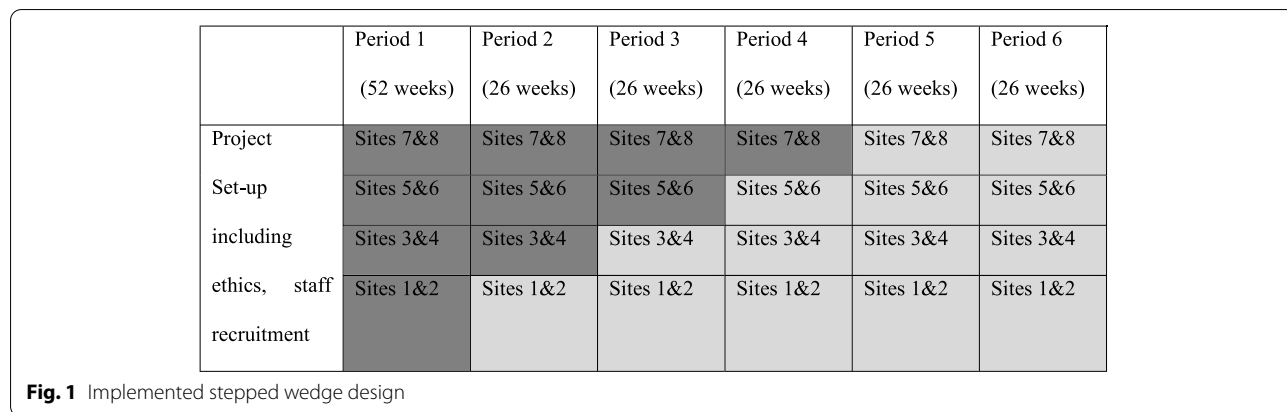 Period 1 Period 2 Period 3 Period 4 Period 5 Period 6
(52 weeks) (26 weeks) (26 weeks) (26 weeks) (26 weeks) (26 weeks)
Project Sites 7&8 Sites 7&8 Sites 7&8 Sites 7&8 Sites 7&8 Sites 7&8
Set-up Sites 5&6 Sites 5&6 Sites 5&6 Sites 5&6 Sites 5&6 Sites 5&6
including Sites 3&4 Sites 3&4 Sites 3&4 Sites 3&4 Sites 3&4 Sites 3&4
ethics, staff Sites 1&2 Sites 1&2 Sites 1&2 Sites 1&2 Sites 1&2 Sites 1&2
recruitment
Fig. 1 Implemented stepped wedge design